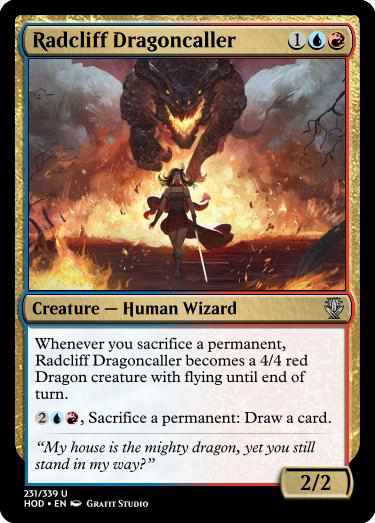 Radcliff Dragoncaller 1
Creature — Human Wizard
Whenever you sacrifice a permanent,
Radcliff Dragoncaller becomes a 4/4 red
Dragon creature with flying until end of
turn.
2, Sacrifice a permanent: Draw a card.
“My house is the mighty dragon, yet you still
stand in my way?”
2/2
231/339 U
HOD • EN Grafit Studio